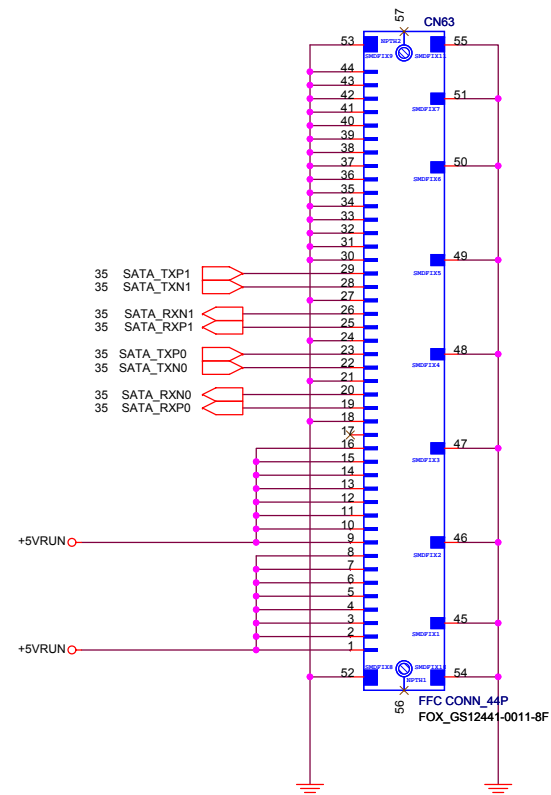 57
CN63
53 NPTH2 55
SMDFIX9 SMDFIX11
44
43
42 51
41 SMDFIX7
40
39
38
37 50
36 SMDFIX6
35
34
33
32
31
30 49
35 SATA_TXP1 29 SMDFIX5
35 SATA_TXN1 28
27
35 SATA_RXN1 26
35 SATA_RXP1 25
24
35 SATA_TXP0 23 48
35 SATA_TXN0 22 SMDFIX4
21
35 SATA_RXN0 20
35 SATA_RXP0 19
18
17
16 47
15 SMDFIX3
14
13
12
11
10
+5VRUN 9 46
8 SMDFIX2
7
6
5
4
3 45
2 SMDFIX1
+5VRUN 1
SMDFIX8 SMDFIX10
52 NPTH1 54
56
FFC CONN_44P
FOX_GS12441-0011-8F